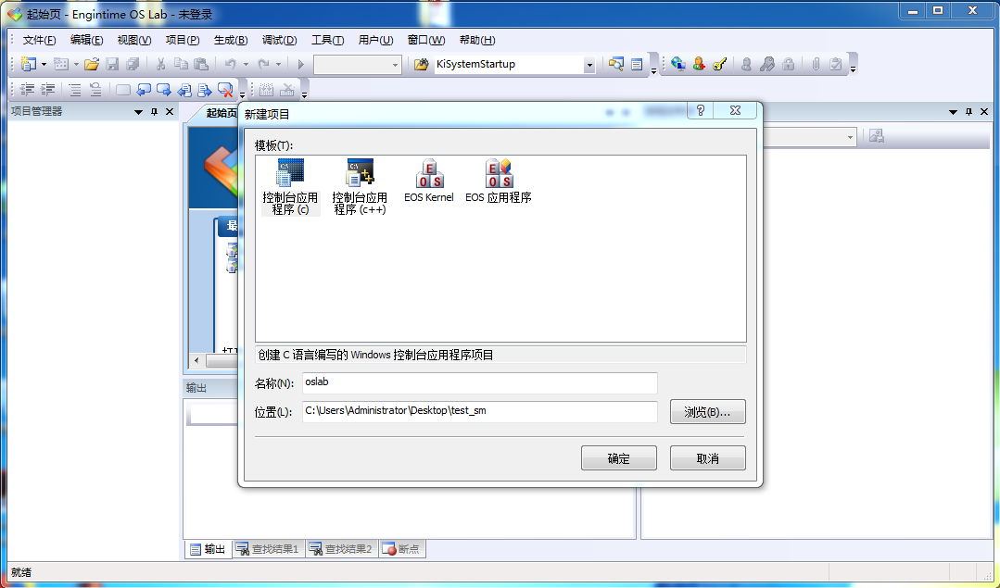 起始页 - Engintime OS Lab - 未登录
文件(F) 编辑(E) 视图(V) 项目(P) 生成(B) 调试(D) 工具(T) 用户(U) 窗口(W) 帮助(H)
KiSystemStartup
项目管理器
起始页
新建项目
模板(T):
控制台应用
程序 (c)
控制台应用
程序 (c++)
EOS Kernel
EOS 应用程序
最
创建 C 语言编写的 Windows 控制台应用程序项目
名称(N): oslab
位置(L): C:\Users\Administrator\Desktop\test_sm 浏览(B)...
确定 取消
输出
输出 查找结果1 查找结果2 断点
就绪